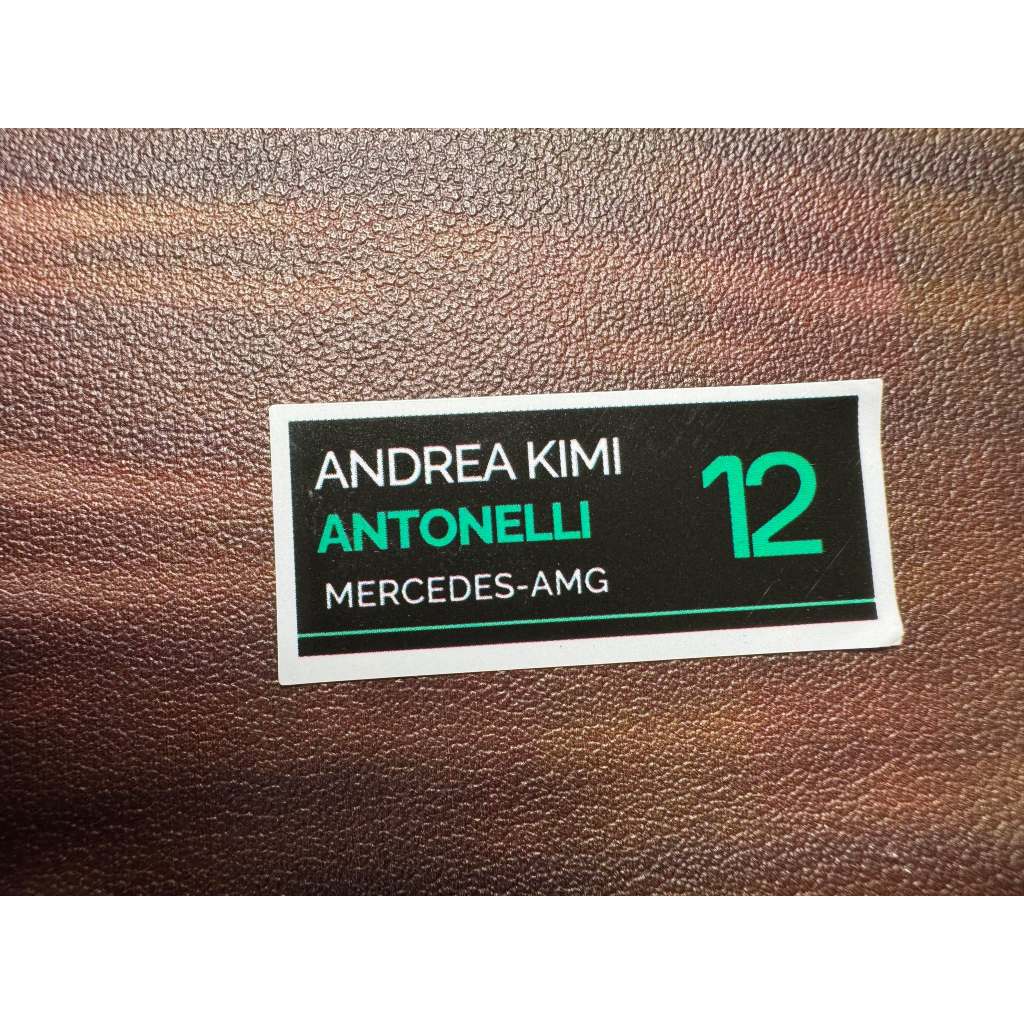 ANDREA KIMI
ANTONELLI
MERCEDES-AMG
12